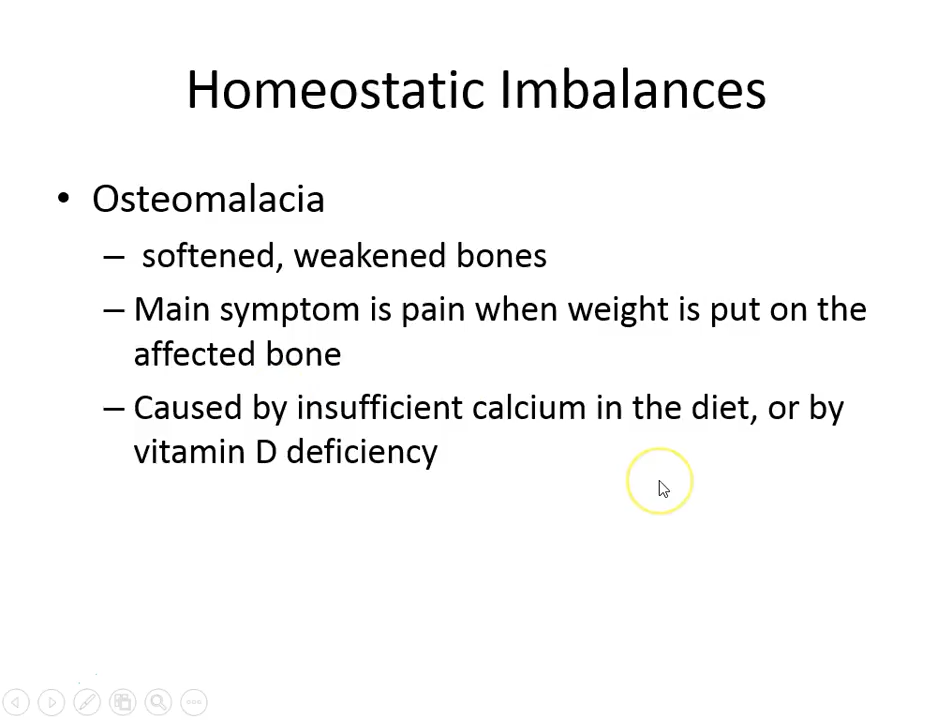 Homeostatic Imbalances
• Osteomalacia
– softened, weakened bones
– Main symptom is pain when weight is put on the
affected bone
– Caused by insufficient calcium in the diet, or by
vitamin D deficiency